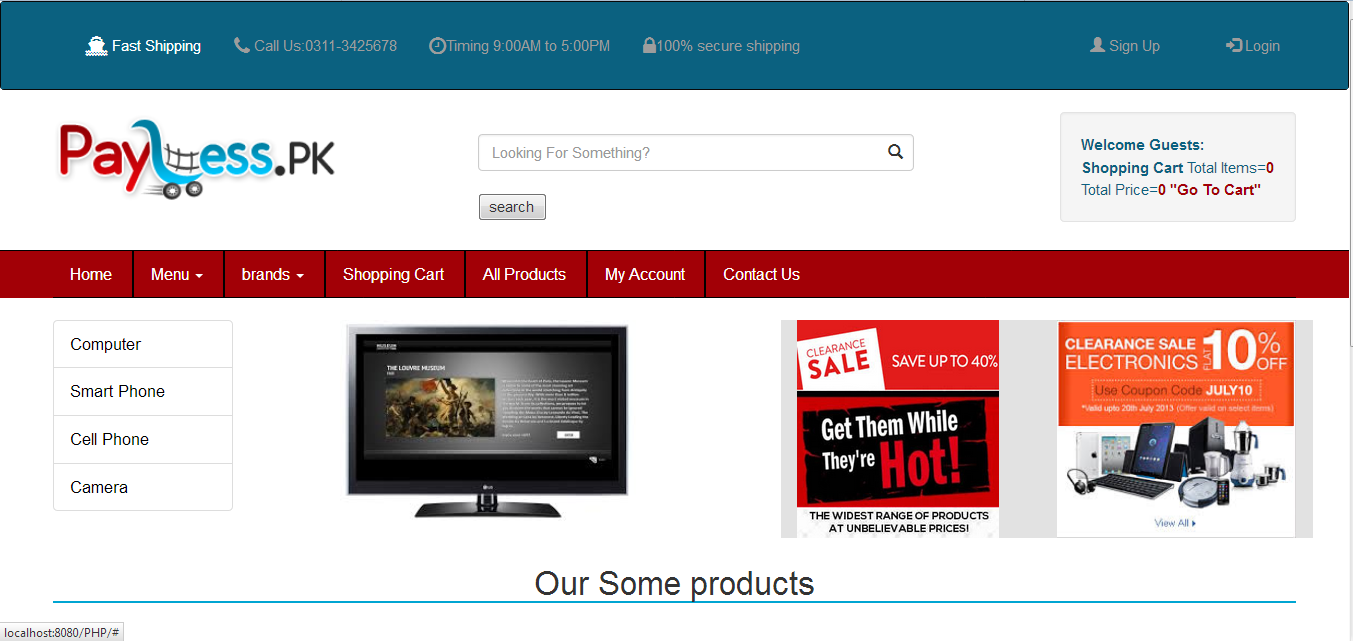 Fast Shipping
Call Us:0311-3425678
Timing 9:00AM to 5:00PM
100% secure shipping
Sign Up
Login
PayLess.PK
Looking For Something?
search
Welcome Guests:
Shopping Cart Total Items=0
Total Price=0 "Go To Cart"
Home
Menu
brands
Shopping Cart
All Products
My Account
Contact Us
Computer
Smart Phone
Cell Phone
Camera
THE LOUVRE MUSEUM
LG
CLEARANCE
SALE
SAVE UP TO 40%
Get Them While
They're Hot!
THE WIDEST RANGE OF PRODUCTS
AT UNBELIEVABLE PRICES!
CLEARANCE SALE
ELECTRONICS
FLAT 10% OFF
Use Coupon Code JULY10
*Valid upto 20th July 2013 (Offer valid on select items)
View All
Our Some products
localhost:8080/PHP/#